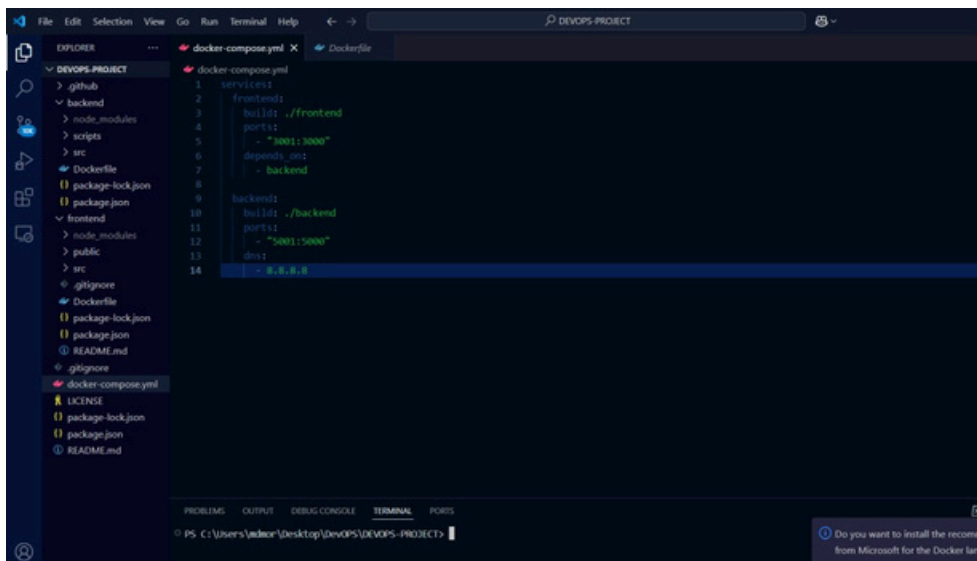 File Edit Selection View Go Run Terminal Help
DEVOPS-PROJECT
EXPLORER
DEVOPS-PROJECT
.github
backend
node_modules
scripts
src
Dockerfile
package-lock.json
package.json
frontend
node_modules
public
src
.gitignore
Dockerfile
package-lock.json
package.json
README.md
.gitignore
docker-compose.yml
LICENSE
package-lock.json
package.json
README.md
docker-compose.yml Dockerfile
docker-compose.yml
1 services:
2 frontend:
3 build: ./frontend
4 ports:
5 - "3001:3000"
6 depends_on:
7 - backend
8
9 backend:
10 build: ./backend
11 ports:
12 - "5001:5000"
13 dns:
14 - 8.8.8.8
PROBLEMS OUTPUT DEBUG CONSOLE TERMINAL PORTS
PS C:\Users\mdmor\Desktop\DevOPS\DEVOPS-PROJECT>
Do you want to install the recom
from Microsoft for the Docker lan